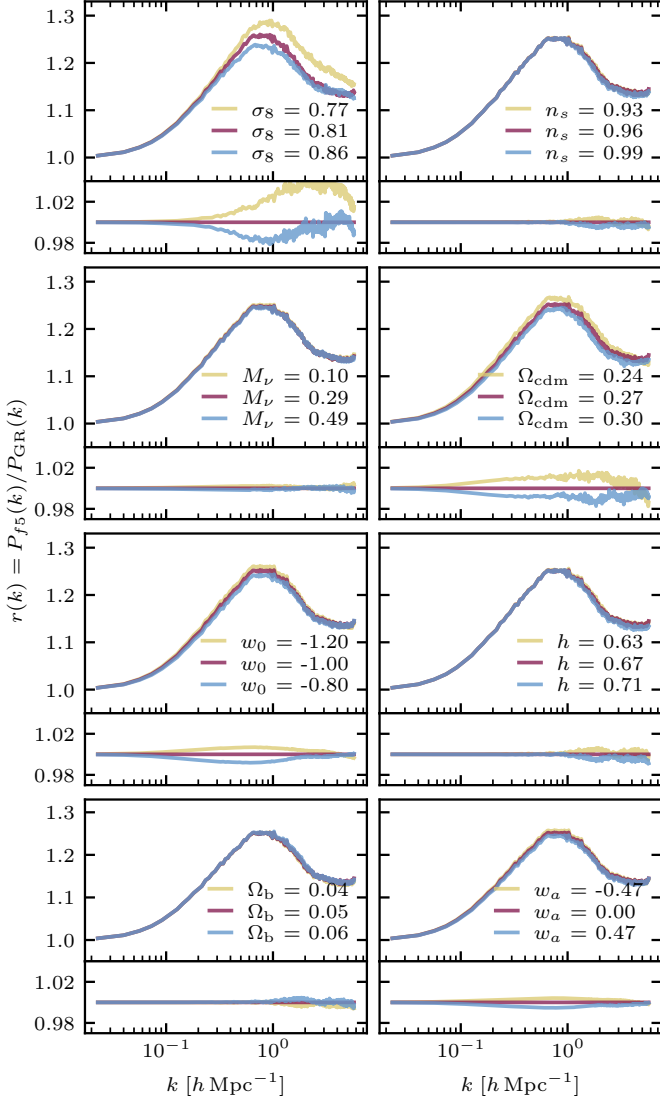 1.3
1.2
1.1
1.0
σ8 = 0.77
σ8 = 0.81
σ8 = 0.86
ns = 0.93
ns = 0.96
ns = 0.99
1.02
0.98
1.3
1.2
1.1
1.0
Mν = 0.10
Mν = 0.29
Mν = 0.49
Ωcdm = 0.24
Ωcdm = 0.27
Ωcdm = 0.30
1.02
0.98
r(k) = Pf5(k)/PGR(k)
1.3
1.2
1.1
1.0
w0 = -1.20
w0 = -1.00
w0 = -0.80
h = 0.63
h = 0.67
h = 0.71
1.02
0.98
1.3
1.2
1.1
1.0
Ωb = 0.04
Ωb = 0.05
Ωb = 0.06
wa = -0.47
wa = 0.00
wa = 0.47
1.02
0.98
10⁻¹ 10⁰ 10⁻¹ 10⁰
k [h Mpc⁻¹] k [h Mpc⁻¹]